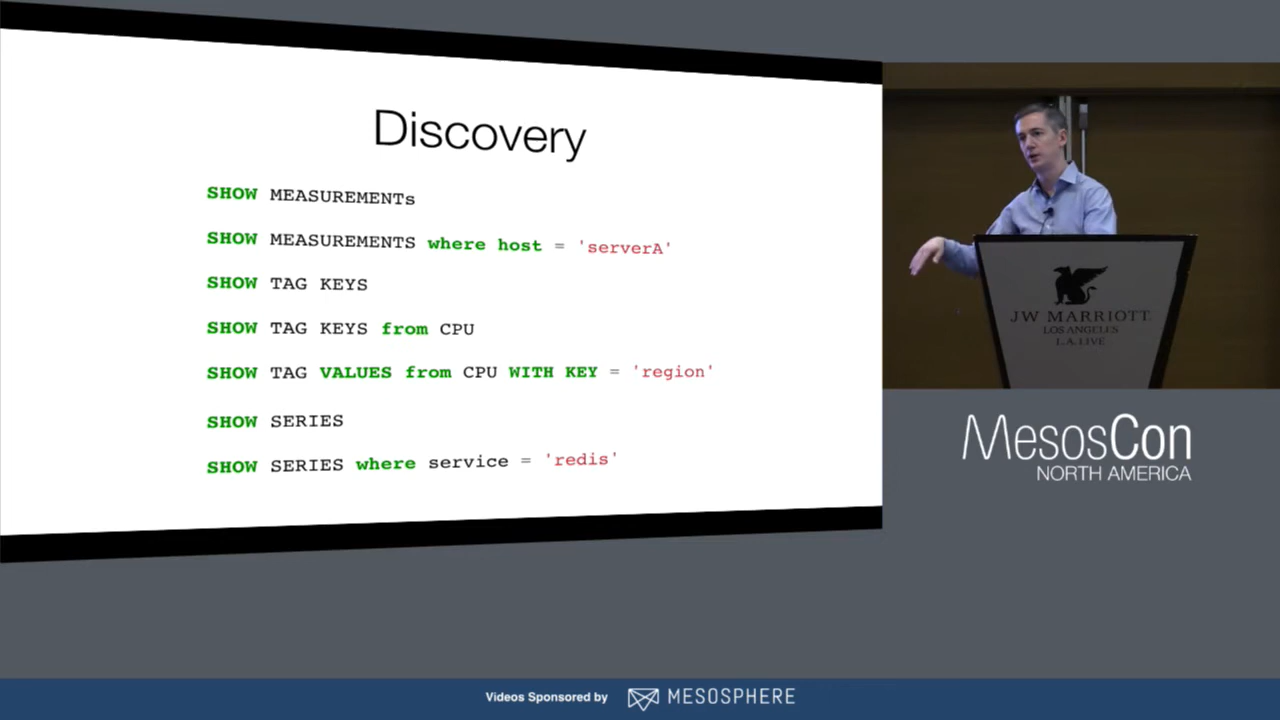 Discovery
SHOW MEASUREMENTs
SHOW MEASUREMENTS where host = 'serverA'
SHOW TAG KEYS
SHOW TAG KEYS from CPU
SHOW TAG VALUES from CPU WITH KEY = 'region'
SHOW SERIES
SHOW SERIES where service = 'redis'
JW MARRIOTT
LOS ANGELES
L.A. LIVE
MesosCon
NORTH AMERICA
Videos Sponsored by MESOSPHERE